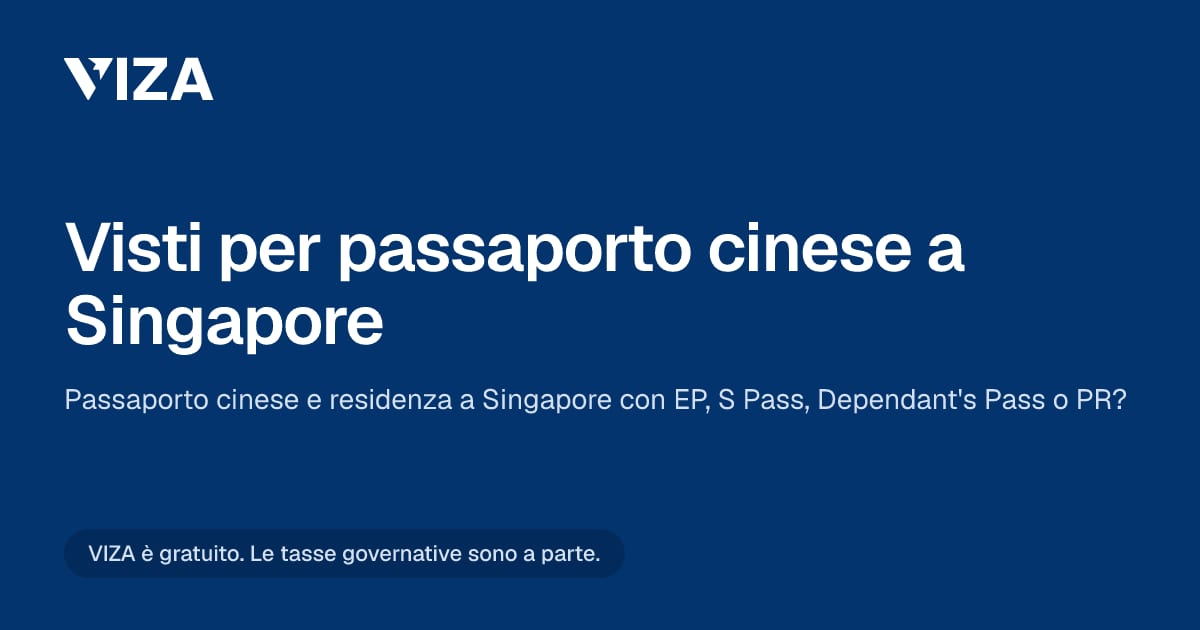 VIZA
Visti per passaporto cinese a
Singapore
Passaporto cinese e residenza a Singapore con EP, S Pass, Dependant's Pass o PR?
VIZA è gratuito. Le tasse governative sono a parte.